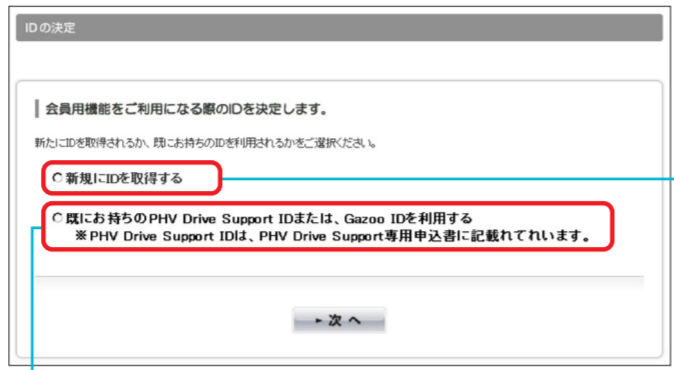 IDの決定
会員用機能をご利用になる際のIDを決定します。
新たにIDを取得されるか、既にお持ちのIDを利用されるかをご選択ください。
新規にIDを取得する
既にお持ちのPHV Drive Support IDまたは、Gazoo IDを利用する
※PHV Drive Support IDは、PHV Drive Support専用申込書に記載れてれいます。
次へ